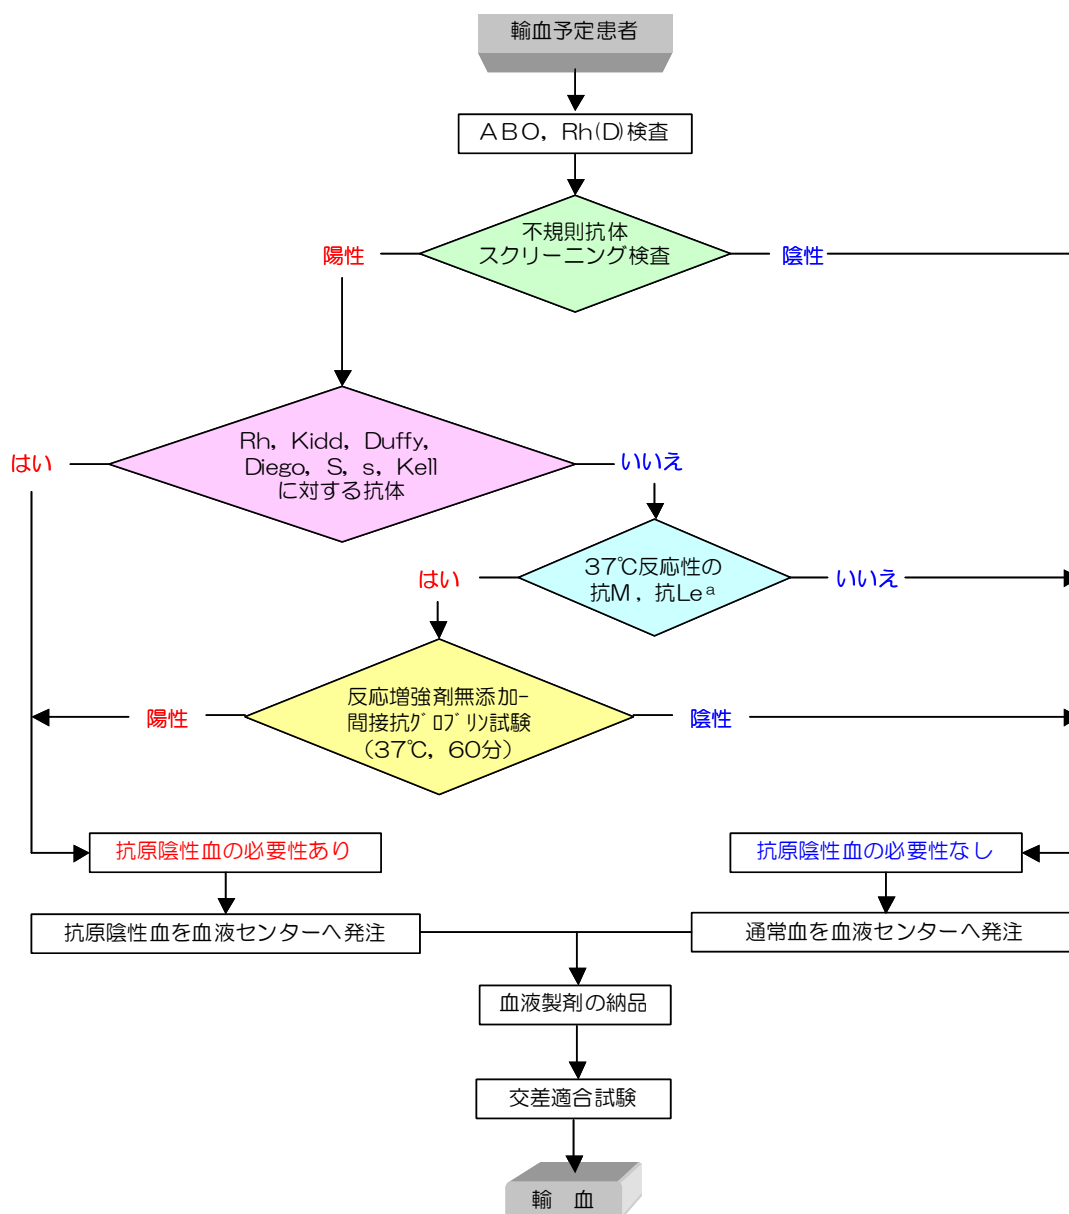 輸血予定患者
ABO, Rh(D)検査
不規則抗体
スクリーニング検査
陽性
陰性
Rh, Kidd, Duffy,
Diego, S, s, Kell
に対する抗体
はい
いいえ
37℃反応性の
抗M, 抗Leᵃ
はい
いいえ
反応増強剤無添加-
間接抗ｸﾞﾛﾌﾞﾘﾝ試験
(37℃, 60分)
陽性
陰性
抗原陰性血の必要性あり
抗原陰性血の必要性なし
抗原陰性血を血液センターへ発注
通常血を血液センターへ発注
血液製剤の納品
交差適合試験
輸 血